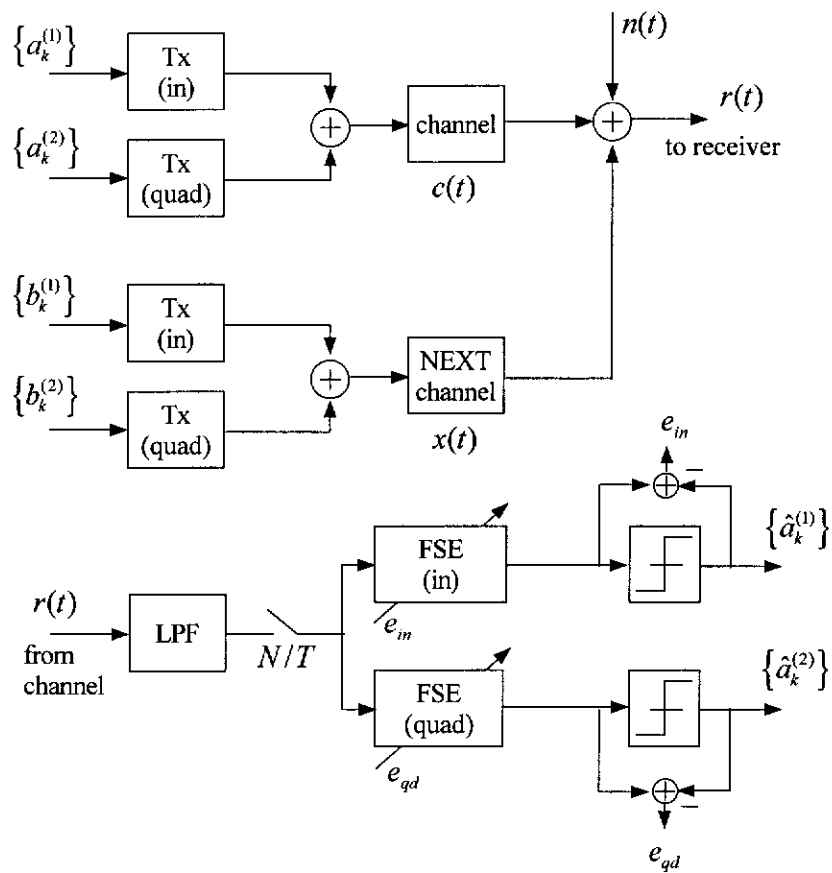 {a_k^(1)}
Tx
(in)
n(t)
r(t)
channel
to receiver
{a_k^(2)}
Tx
(quad)
c(t)
{b_k^(1)}
Tx
(in)
NEXT
channel
{b_k^(2)}
Tx
(quad)
x(t)
e_in
−
FSE
(in)
{â_k^(1)}
r(t)
LPF
from
channel
N/T
e_in
FSE
(quad)
{â_k^(2)}
e_qd
−
e_qd